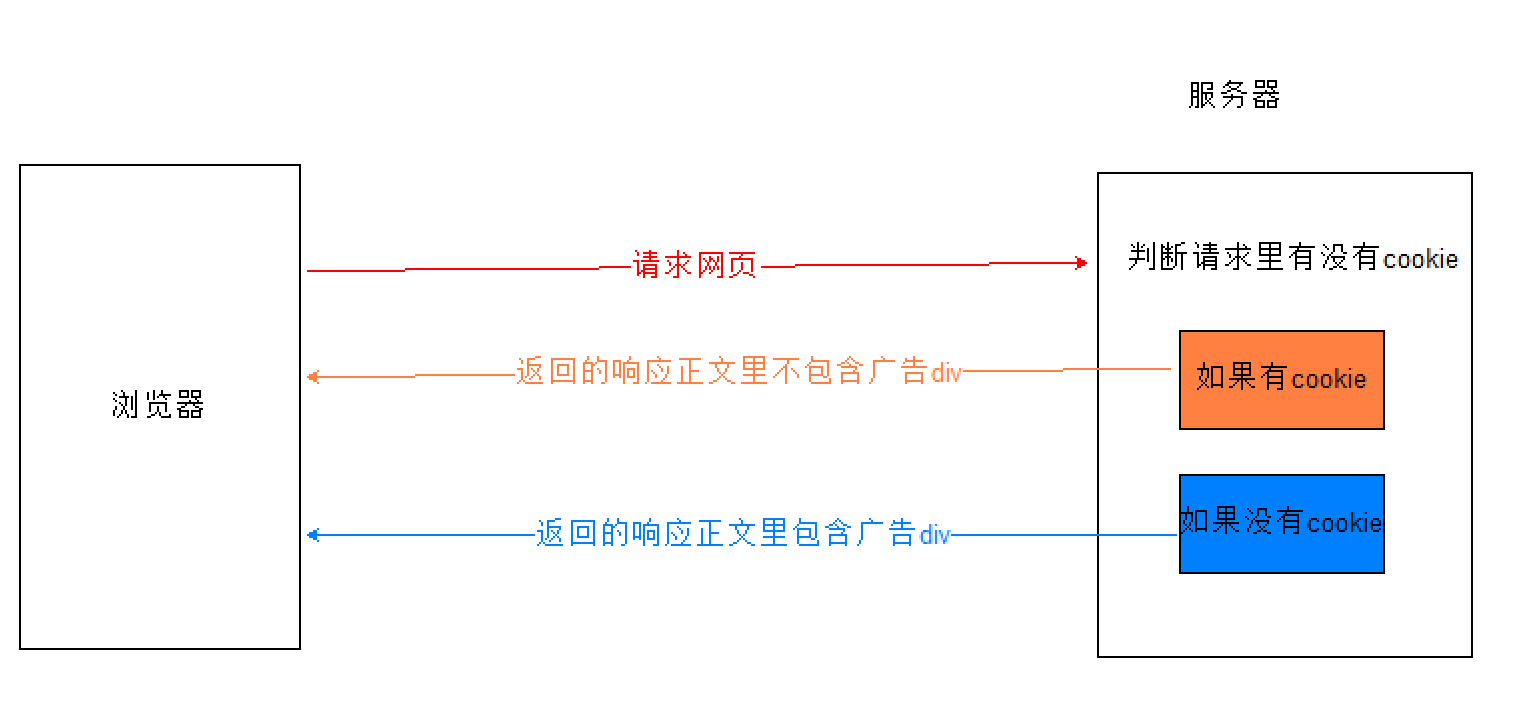 服务器
判断请求里有没有cookie
请求网页
返回的响应正文里不包含广告div
如果有cookie
浏览器
返回的响应正文里包含广告div
如果没有cookie